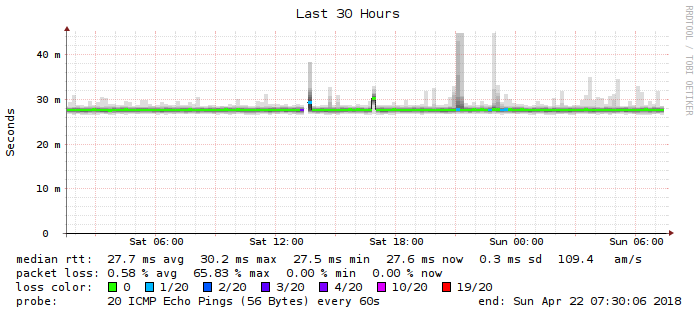 Last 30 Hours
RRDTOOL / TOBI OETIKER
Seconds
40 m
30 m
20 m
10 m
0
Sat 06:00 Sat 12:00 Sat 18:00 Sun 00:00 Sun 06:00
median rtt: 27.7 ms avg 30.2 ms max 27.5 ms min 27.6 ms now 0.3 ms sd 109.4 am/s
packet loss: 0.58 % avg 65.83 % max 0.00 % min 0.00 % now
loss color: 0 1/20 2/20 3/20 4/20 10/20 19/20
probe: 20 ICMP Echo Pings (56 Bytes) every 60s end: Sun Apr 22 07:30:06 2018